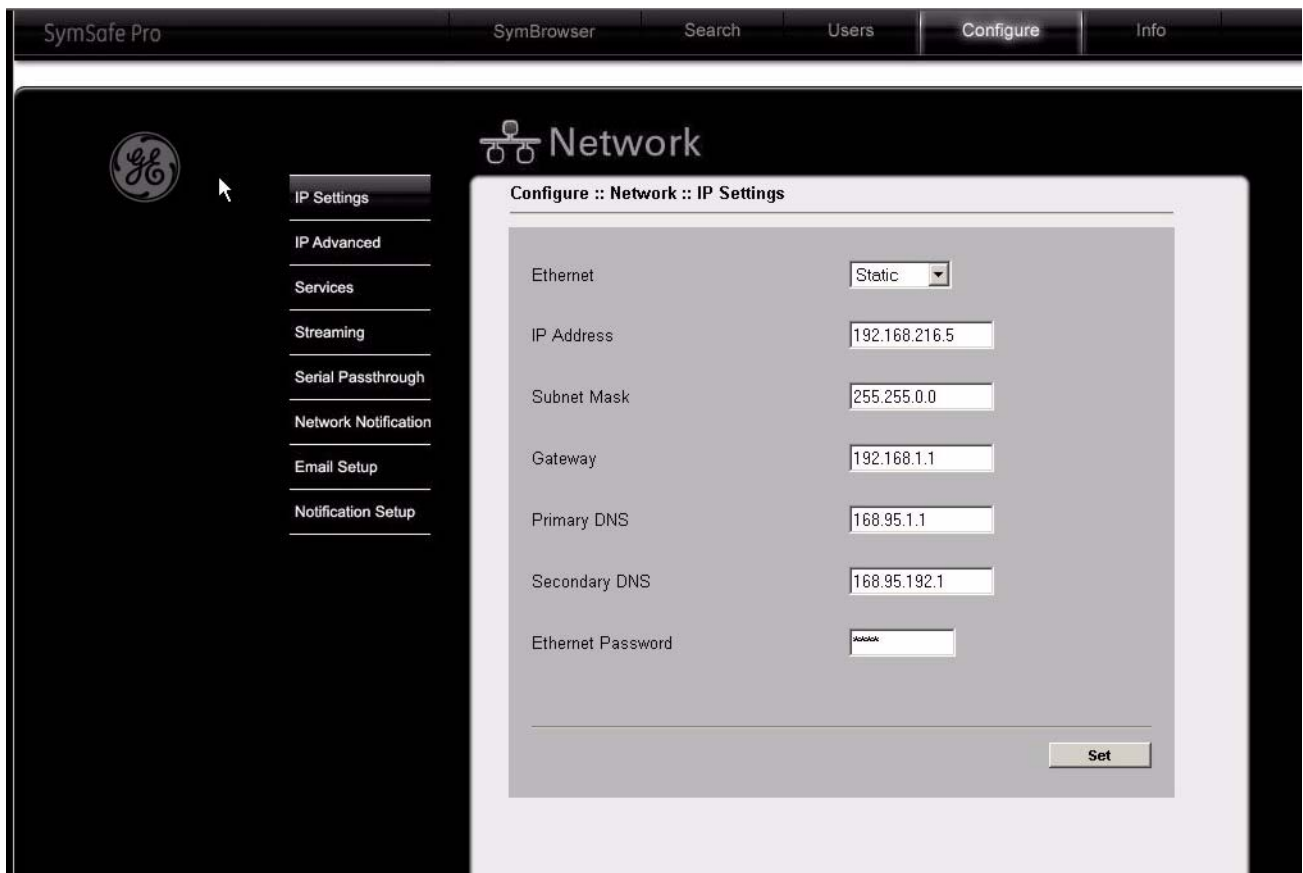 SymSafe Pro
SymBrowser
Search
Users
Configure
Info
GE
Network
IP Settings
IP Advanced
Services
Streaming
Serial Passthrough
Network Notification
Email Setup
Notification Setup
Configure :: Network :: IP Settings
Ethernet Static
IP Address 192.168.216.5
Subnet Mask 255.255.0.0
Gateway 192.168.1.1
Primary DNS 168.95.1.1
Secondary DNS 168.95.192.1
Ethernet Password ****
Set